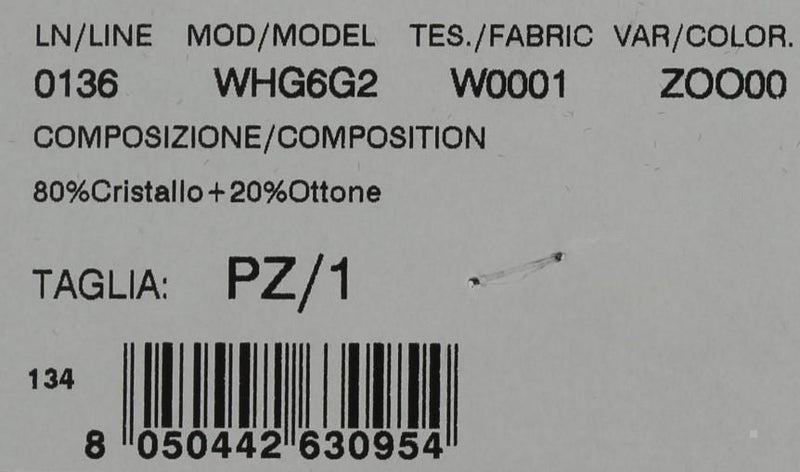 LN/LINE MOD/MODEL TES./FABRIC VAR/COLOR.
0136 WHG6G2 W0001 ZOO00
COMPOSIZIONE/COMPOSITION
80%Cristallo+20%Ottone
TAGLIA: PZ/1
134
8 050442 630954